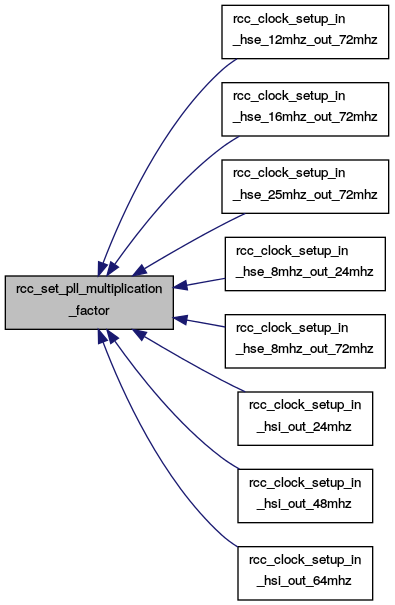 rcc_clock_setup_in
_hse_12mhz_out_72mhz
rcc_clock_setup_in
_hse_16mhz_out_72mhz
rcc_clock_setup_in
_hse_25mhz_out_72mhz
rcc_clock_setup_in
_hse_8mhz_out_24mhz
rcc_set_pll_multiplication
_factor
rcc_clock_setup_in
_hse_8mhz_out_72mhz
rcc_clock_setup_in
_hsi_out_24mhz
rcc_clock_setup_in
_hsi_out_48mhz
rcc_clock_setup_in
_hsi_out_64mhz